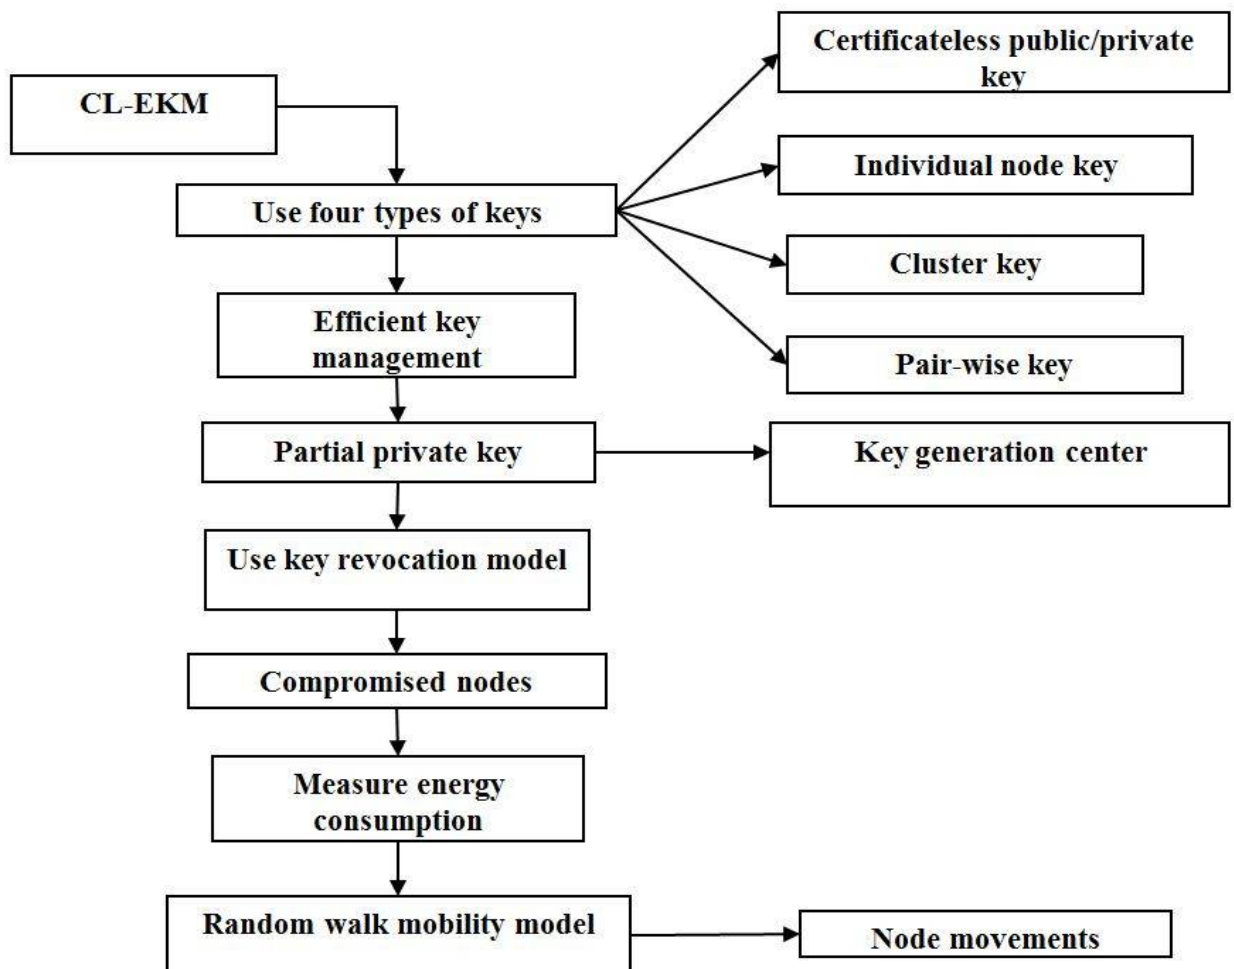 CL-EKM
Use four types of keys
Certificateless public/private
key
Individual node key
Cluster key
Pair-wise key
Efficient key
management
Partial private key
Key generation center
Use key revocation model
Compromised nodes
Measure energy
consumption
Random walk mobility model
Node movements